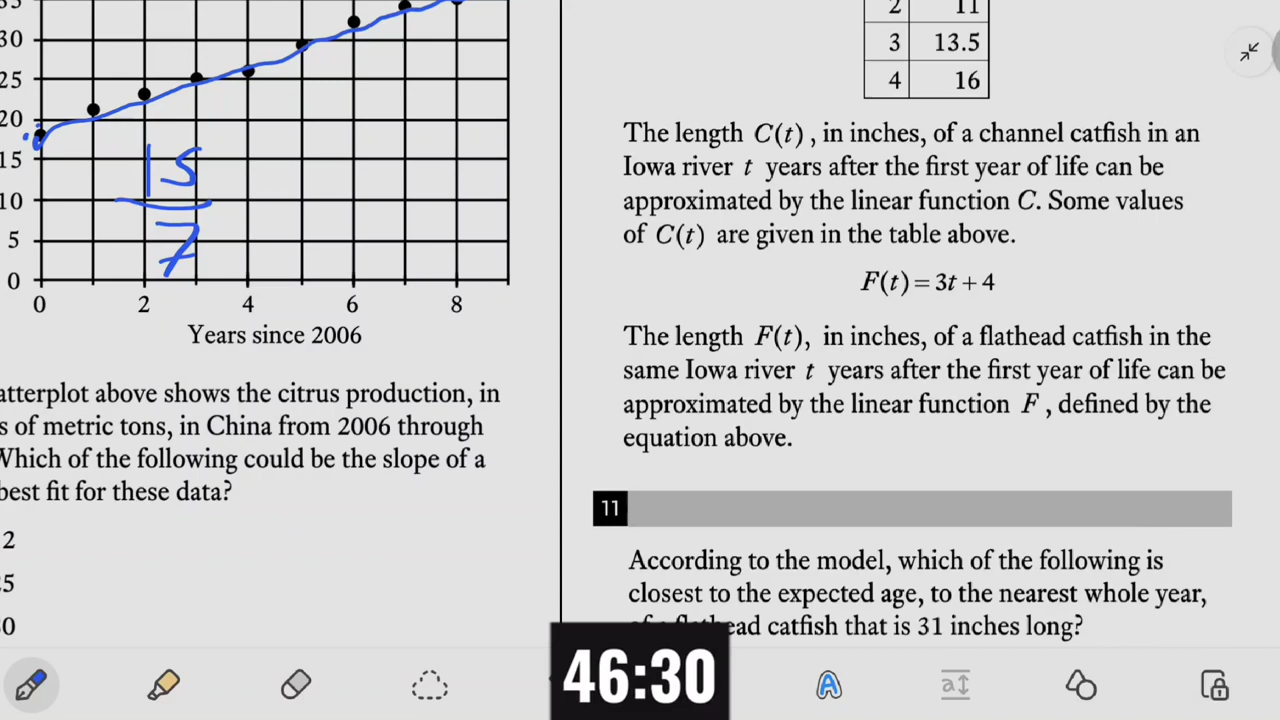 30
25
20
15
10
5
0
0 2 4 6 8
Years since 2006
15
7
atterplot above shows the citrus production, in
s of metric tons, in China from 2006 through
Which of the following could be the slope of a
best fit for these data?
2
2 11
3 13.5
4 16
The length C(t), in inches, of a channel catfish in an
Iowa river t years after the first year of life can be
approximated by the linear function C. Some values
of C(t) are given in the table above.
F(t) = 3t + 4
The length F(t), in inches, of a flathead catfish in the
same Iowa river t years after the first year of life can be
approximated by the linear function F, defined by the
equation above.
11
According to the model, which of the following is
closest to the expected age, to the nearest whole year,
catfish that is 31 inches long?
46:30
A
a